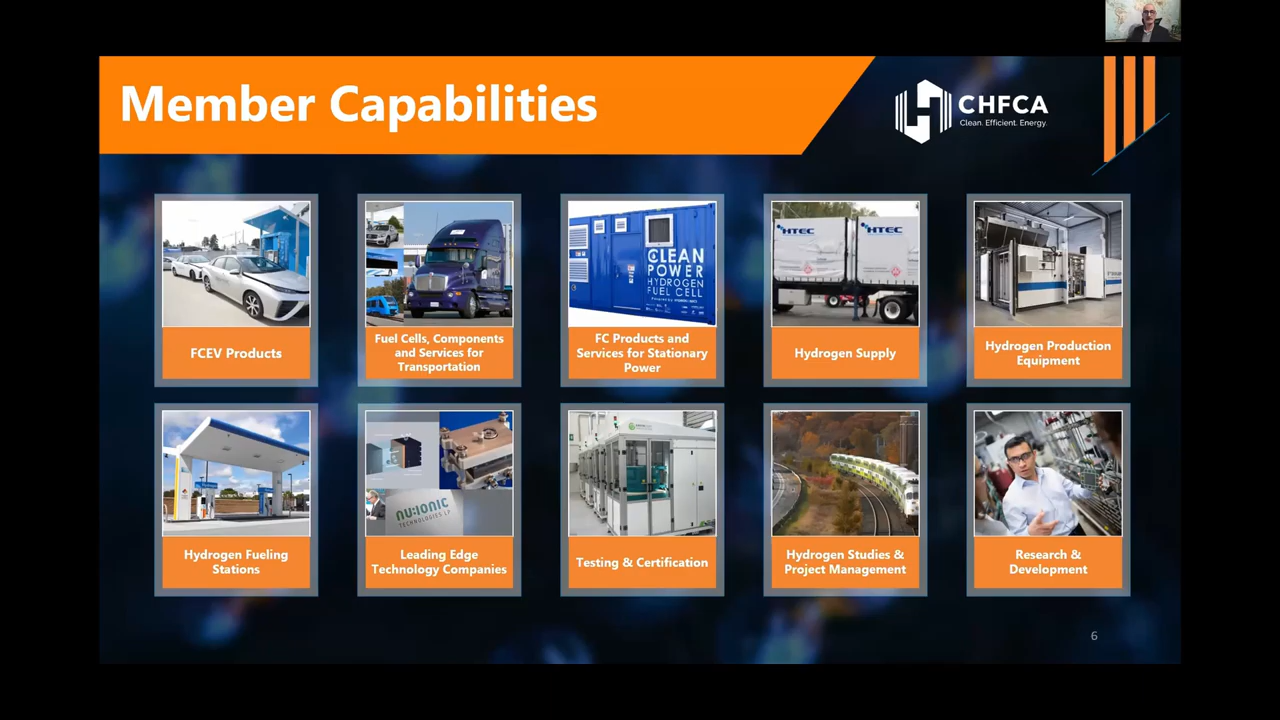 Member Capabilities
CHFCA
Clean. Efficient. Energy.
FCEV Products
CLEAN
POWER
HYDROGEN
FUEL CELL
Fuel Cells, Components
and Services for
Transportation
FC Products and
Services for Stationary
Power
HTEC HTEC
Hydrogen Supply
Hydrogen Production
Equipment
Hydrogen Fueling
Stations
NU:IONIC
TECHNOLOGIES LP
Leading Edge
Technology Companies
Testing & Certification
Hydrogen Studies &
Project Management
Research &
Development
6